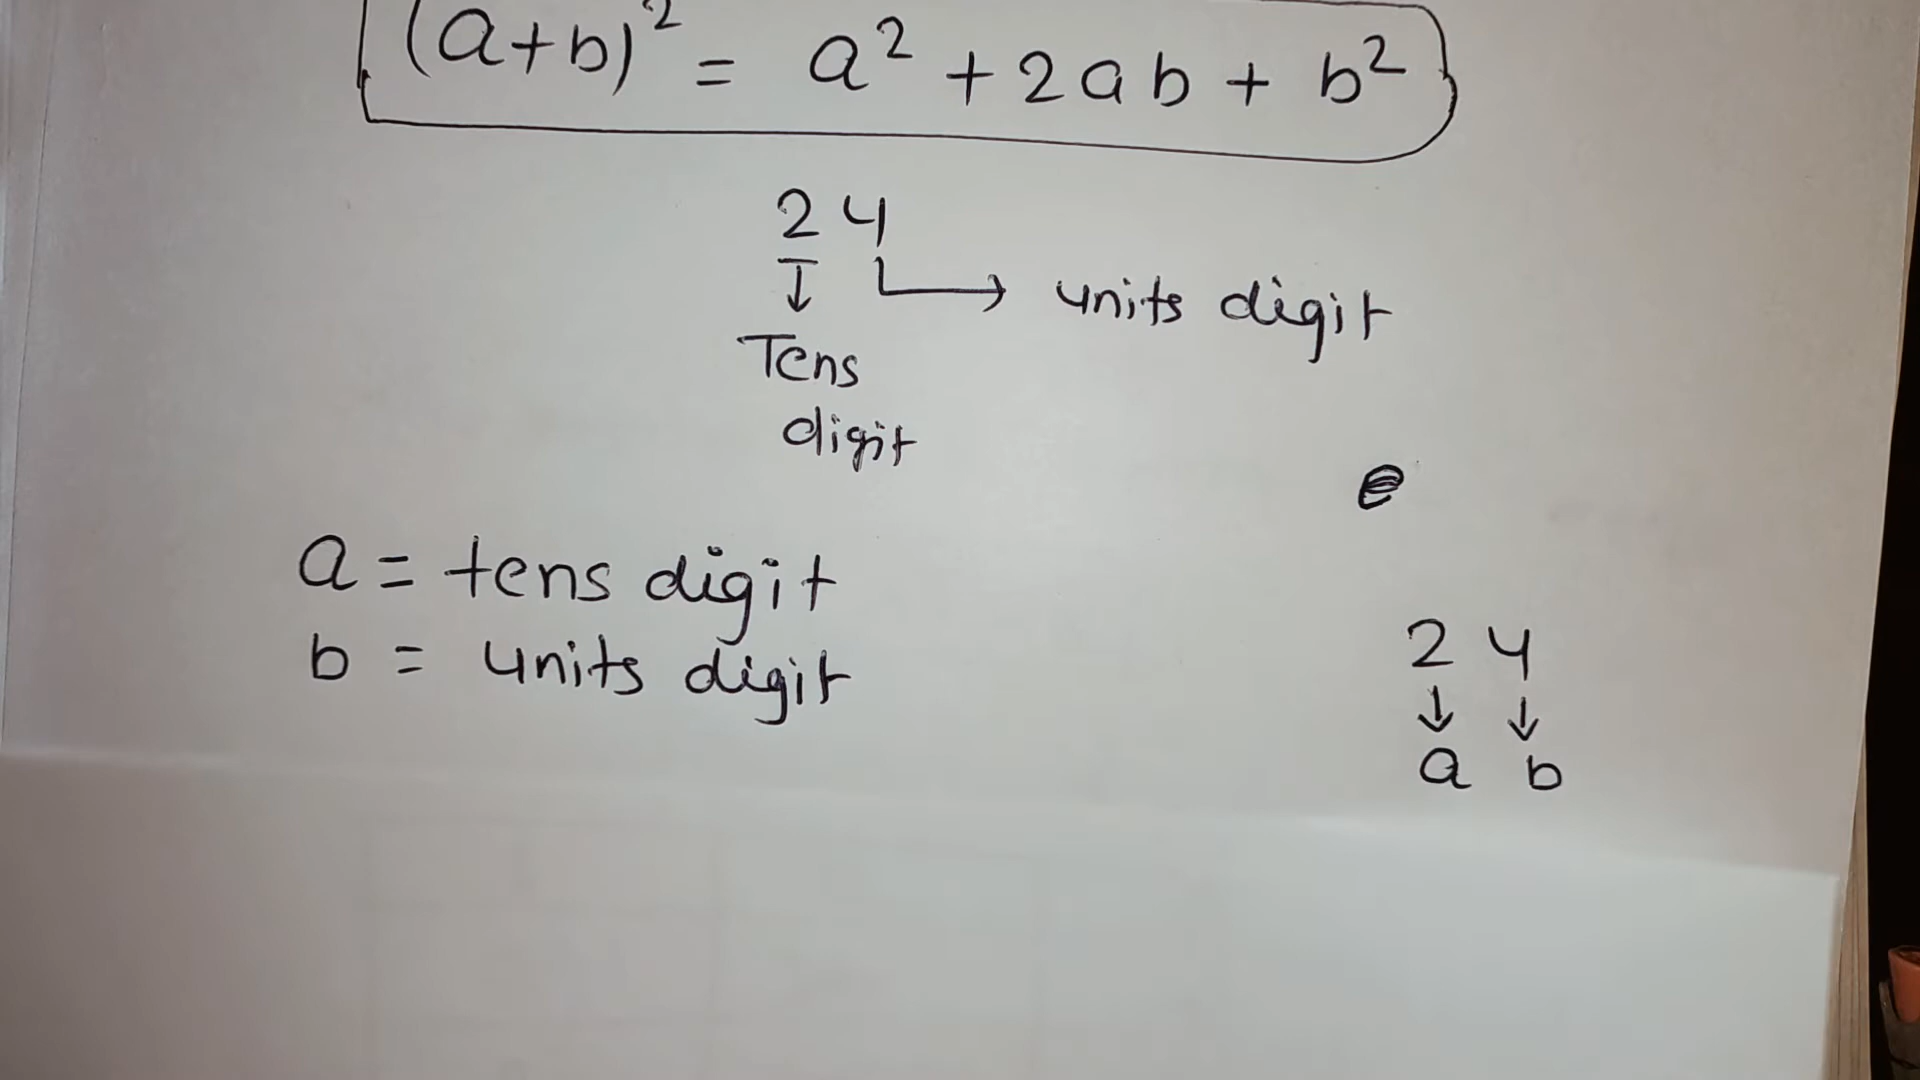 (a+b)² = a² + 2ab + b²
24
↓ → units digit
Tens
digit
a = tens digit
b = units digit
24
↓ ↓
a b